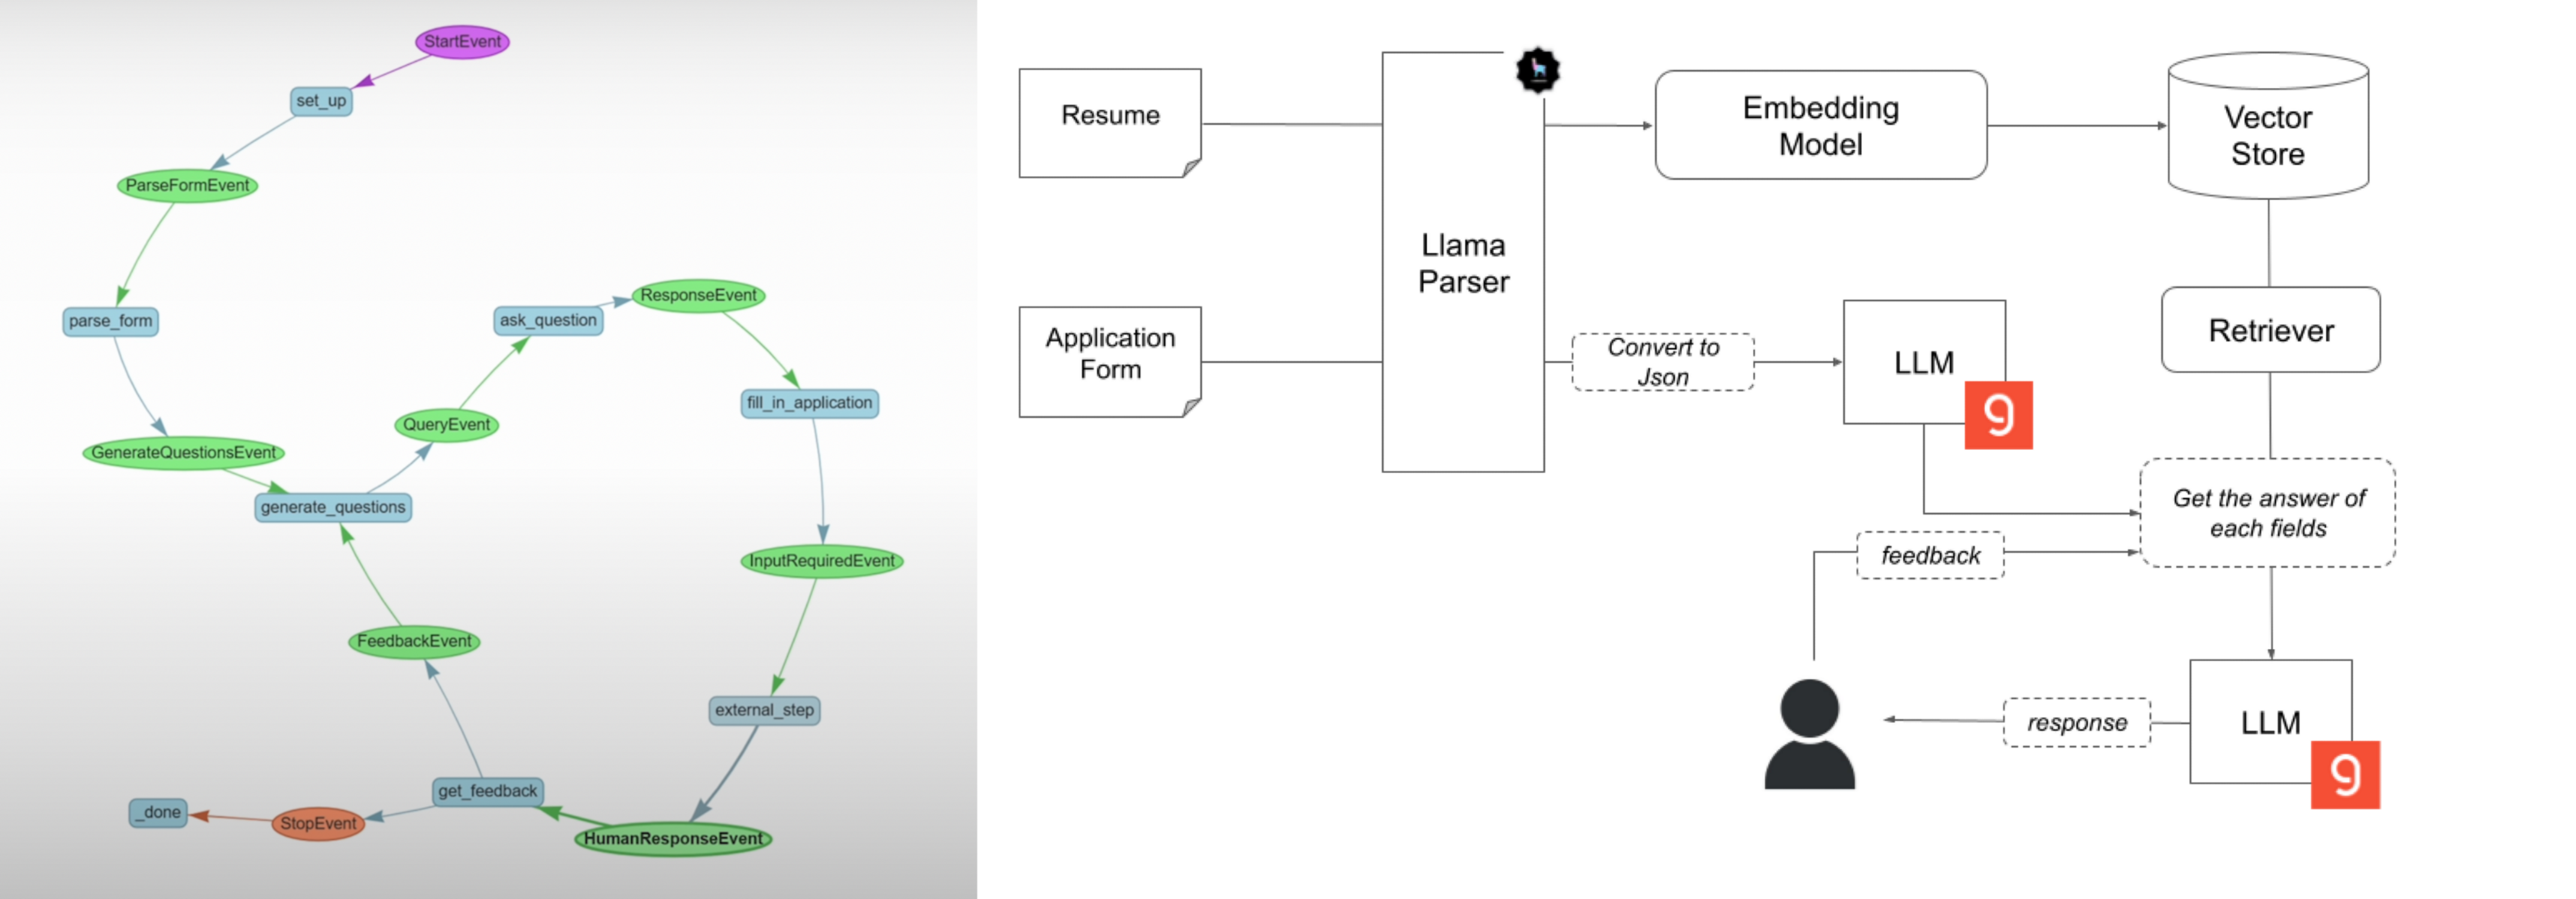 StartEvent
set_up
ParseFormEvent
parse_form
GenerateQuestionsEvent
generate_questions
QueryEvent
ask_question
ResponseEvent
fill_in_application
InputRequiredEvent
external_step
HumanResponseEvent
get_feedback
FeedbackEvent
StopEvent
_done
Resume
Application
Form
Llama
Parser
Embedding
Model
Vector
Store
Retriever
Convert to
Json
LLM
g
Get the answer of
each fields
feedback
response
LLM
g